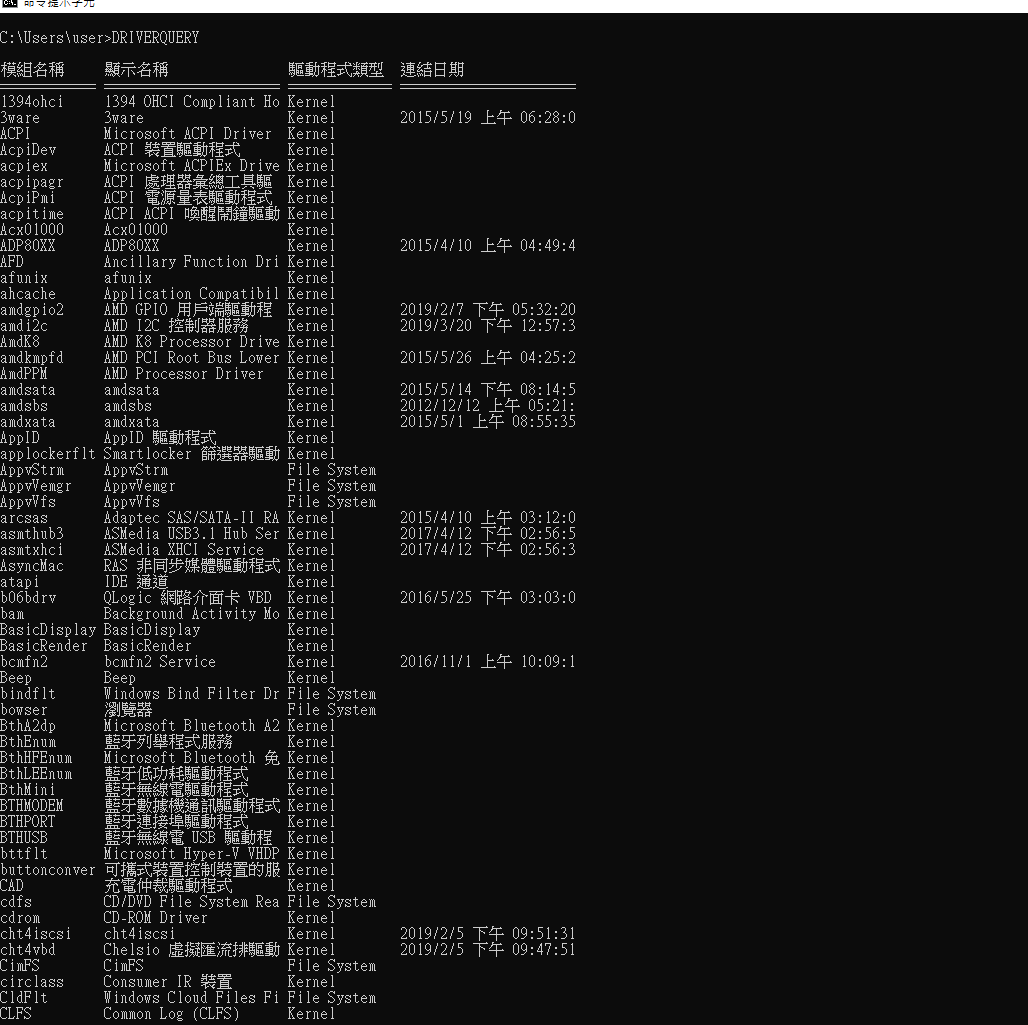 命令提示字元
C:\Users\user>DRIVERQUERY
模組名稱 顯示名稱 驅動程式類型 連結日期
============ ====================== ============= ======================
1394ohci 1394 OHCI Compliant Ho Kernel
3ware 3ware Kernel 2015/5/19 上午 06:28:0
ACPI Microsoft ACPI Driver Kernel
AcpiDev ACPI 裝置驅動程式 Kernel
acpiex Microsoft ACPIEx Drive Kernel
acpipagr ACPI 處理器彙總工具驅 Kernel
AcpiPmi ACPI 電源量表驅動程式 Kernel
acpitime ACPI ACPI 喚醒鬧鐘驅動 Kernel
Acx01000 Acx01000 Kernel
ADP80XX ADP80XX Kernel 2015/4/10 上午 04:49:4
AFD Ancillary Function Dri Kernel
afunix afunix Kernel
ahcache Application Compatibil Kernel
amdgpio2 AMD GPIO 用戶端驅動程 Kernel 2019/2/7 下午 05:32:20
amdi2c AMD I2C 控制器服務 Kernel 2019/3/20 下午 12:57:3
AmdK8 AMD K8 Processor Drive Kernel
amdkmpfd AMD PCI Root Bus Lower Kernel 2015/5/26 上午 04:25:2
AmdPPM AMD Processor Driver Kernel
amdsata amdsata Kernel 2015/5/14 下午 08:14:5
amdsbs amdsbs Kernel 2012/12/12 上午 05:21:
amdxata amdxata Kernel 2015/5/1 上午 08:55:35
AppID AppID 驅動程式 Kernel
applockerflt Smartlocker 篩選器驅動 Kernel
AppvStrm AppvStrm File System
AppvVemgr AppvVemgr File System
AppvVfs AppvVfs File System
arcsas Adaptec SAS/SATA-II RA Kernel 2015/4/10 上午 03:12:0
asmthub3 ASMedia USB3.1 Hub Ser Kernel 2017/4/12 下午 02:56:5
asmtxhci ASMedia XHCI Service Kernel 2017/4/12 下午 02:56:3
AsyncMac RAS 非同步媒體驅動程式 Kernel
atapi IDE 通道 Kernel
b06bdrv QLogic 網路介面卡 VBD Kernel 2016/5/25 下午 03:03:0
bam Background Activity Mo Kernel
BasicDisplay BasicDisplay Kernel
BasicRender BasicRender Kernel
bcmfn2 bcmfn2 Service Kernel 2016/11/1 上午 10:09:1
Beep Beep Kernel
bindflt Windows Bind Filter Dr File System
bowser 瀏覽器 File System
BthA2dp Microsoft Bluetooth A2 Kernel
BthEnum 藍牙列舉程式服務 Kernel
BthHFEnum Microsoft Bluetooth 免 Kernel
BthLEEnum 藍牙低功耗驅動程式 Kernel
BthMini 藍牙無線電驅動程式 Kernel
BTHMODEM 藍牙數據機通訊驅動程式 Kernel
BTHPORT 藍牙連接埠驅動程式 Kernel
BTHUSB 藍牙無線電 USB 驅動程 Kernel
bttflt Microsoft Hyper-V VHDP Kernel
buttonconver 可攜式裝置控制裝置的服 Kernel
CAD 充電仲裁驅動程式 Kernel
cdfs CD/DVD File System Rea File System
cdrom CD-ROM Driver Kernel
cht4iscsi cht4iscsi Kernel 2019/2/5 下午 09:51:31
cht4vbd Chelsio 虛擬匯流排驅動 Kernel 2019/2/5 下午 09:47:51
CimFS CimFS File System
circlass Consumer IR 裝置 Kernel
CldFlt Windows Cloud Files Fi File System
CLFS Common Log (CLFS) Kernel